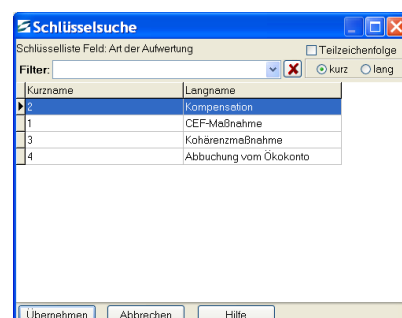 Schlüsselsuche
Schlüsselliste Feld: Art der Aufwertung
Teilzeichenfolge
Filter: kurz lang
Kurzname Langname
2 Kompensation
1 CEF-Maßnahme
3 Kohärenzmaßnahme
4 Abbuchung vom Ökokonto
Übernehmen Abbrechen Hilfe